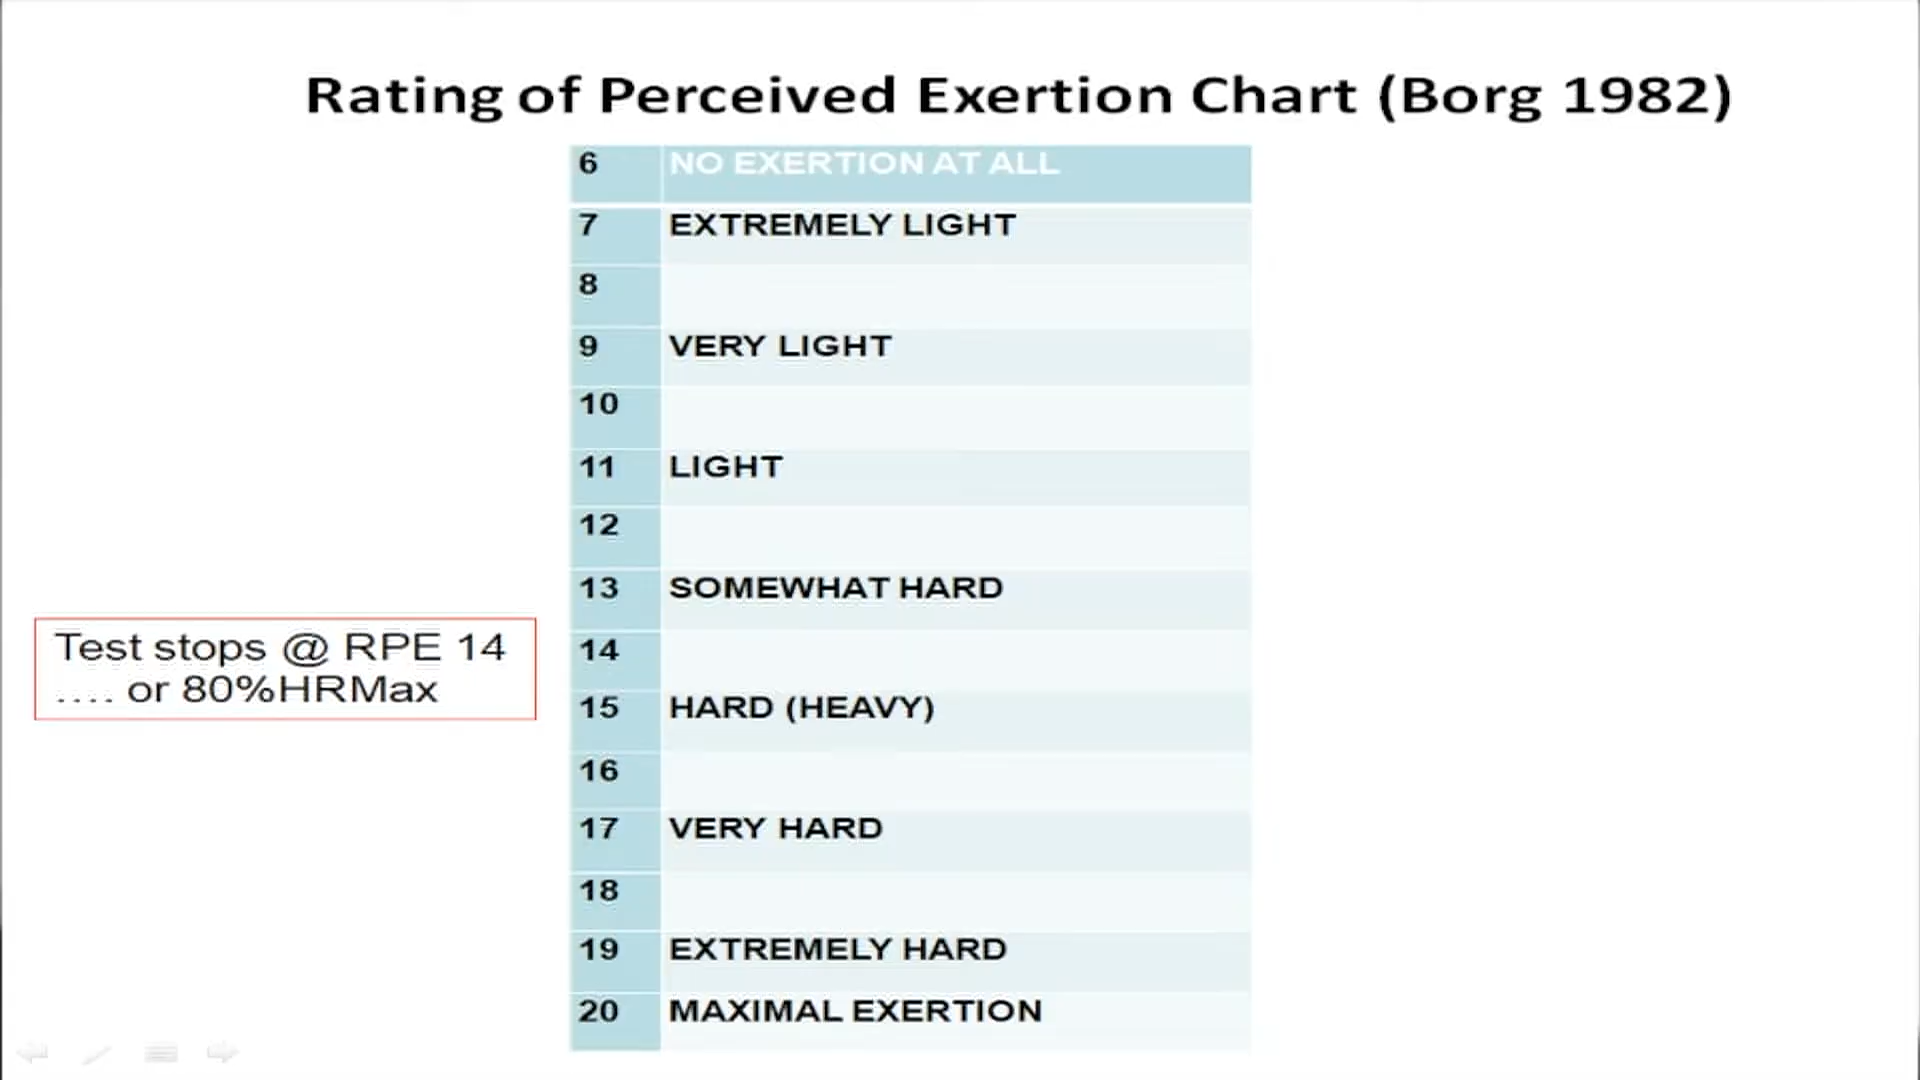 Rating of Perceived Exertion Chart (Borg 1982)
6 NO EXERTION AT ALL
7 EXTREMELY LIGHT
8
9 VERY LIGHT
10
11 LIGHT
12
13 SOMEWHAT HARD
14
15 HARD (HEAVY)
16
17 VERY HARD
18
19 EXTREMELY HARD
20 MAXIMAL EXERTION
Test stops @ RPE 14
.... or 80%HRMax